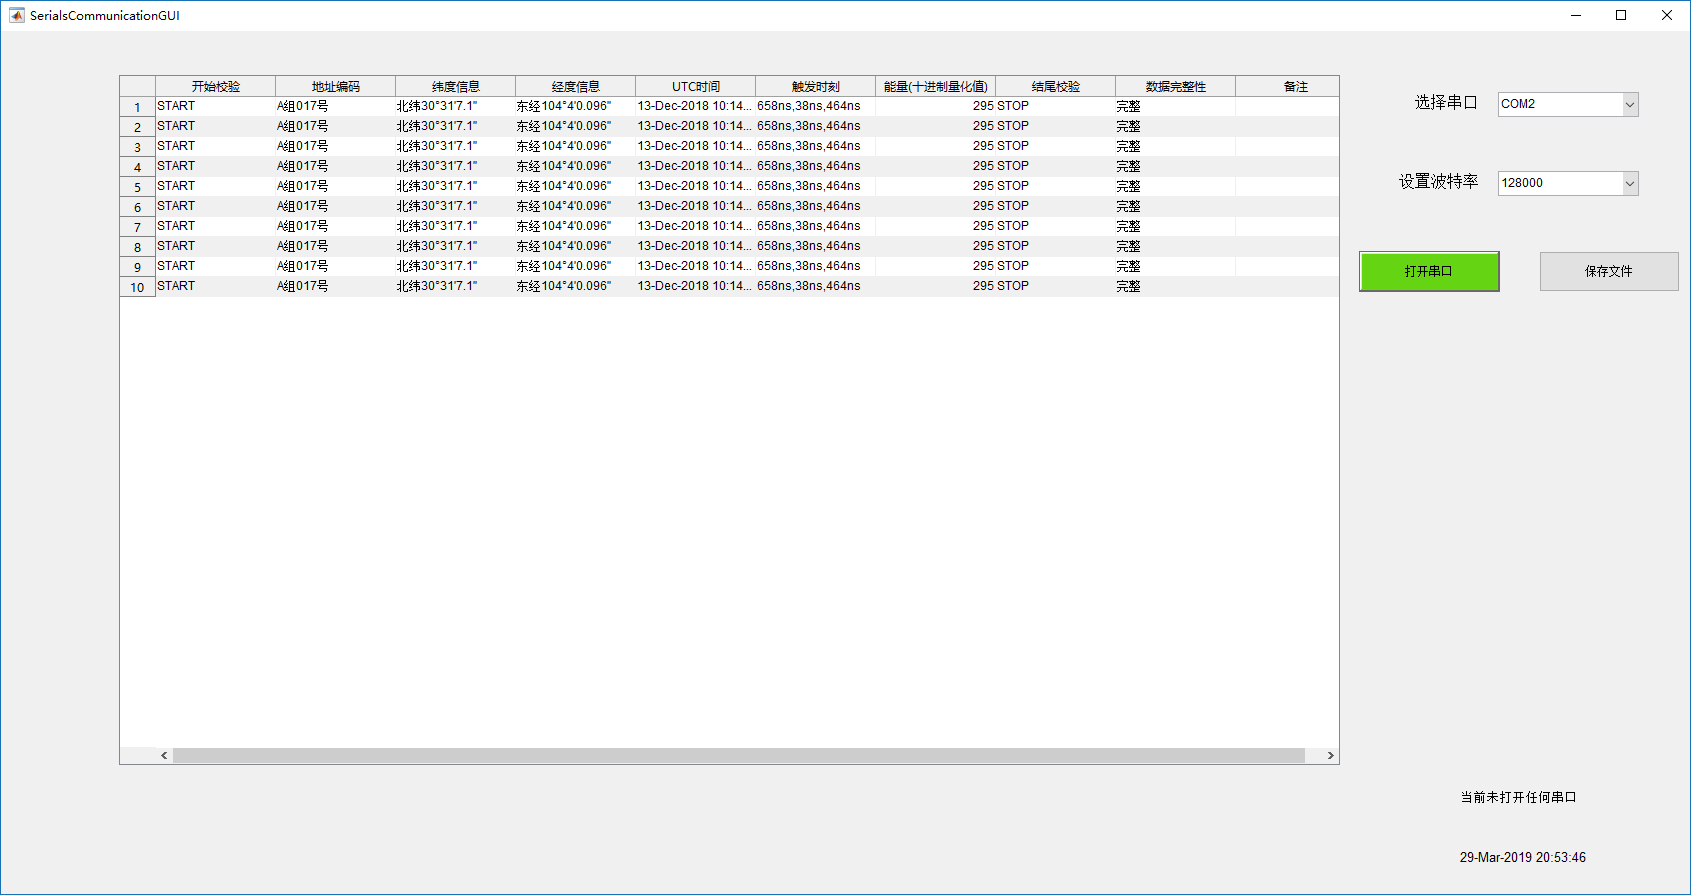 SerialsCommunicationGUI
开始校验 地址编码 纬度信息 经度信息 UTC时间 触发时刻 能量(十进制量化值) 结尾校验 数据完整性 备注
1 START A组017号 北纬30°31'7.1" 东经104°4'0.096" 13-Dec-2018 10:14... 658ns,38ns,464ns 295 STOP 完整
2 START A组017号 北纬30°31'7.1" 东经104°4'0.096" 13-Dec-2018 10:14... 658ns,38ns,464ns 295 STOP 完整
3 START A组017号 北纬30°31'7.1" 东经104°4'0.096" 13-Dec-2018 10:14... 658ns,38ns,464ns 295 STOP 完整
4 START A组017号 北纬30°31'7.1" 东经104°4'0.096" 13-Dec-2018 10:14... 658ns,38ns,464ns 295 STOP 完整
5 START A组017号 北纬30°31'7.1" 东经104°4'0.096" 13-Dec-2018 10:14... 658ns,38ns,464ns 295 STOP 完整
6 START A组017号 北纬30°31'7.1" 东经104°4'0.096" 13-Dec-2018 10:14... 658ns,38ns,464ns 295 STOP 完整
7 START A组017号 北纬30°31'7.1" 东经104°4'0.096" 13-Dec-2018 10:14... 658ns,38ns,464ns 295 STOP 完整
8 START A组017号 北纬30°31'7.1" 东经104°4'0.096" 13-Dec-2018 10:14... 658ns,38ns,464ns 295 STOP 完整
9 START A组017号 北纬30°31'7.1" 东经104°4'0.096" 13-Dec-2018 10:14... 658ns,38ns,464ns 295 STOP 完整
10 START A组017号 北纬30°31'7.1" 东经104°4'0.096" 13-Dec-2018 10:14... 658ns,38ns,464ns 295 STOP 完整
选择串口 COM2
设置波特率 128000
打开串口 保存文件
当前未打开任何串口
29-Mar-2019 20:53:46